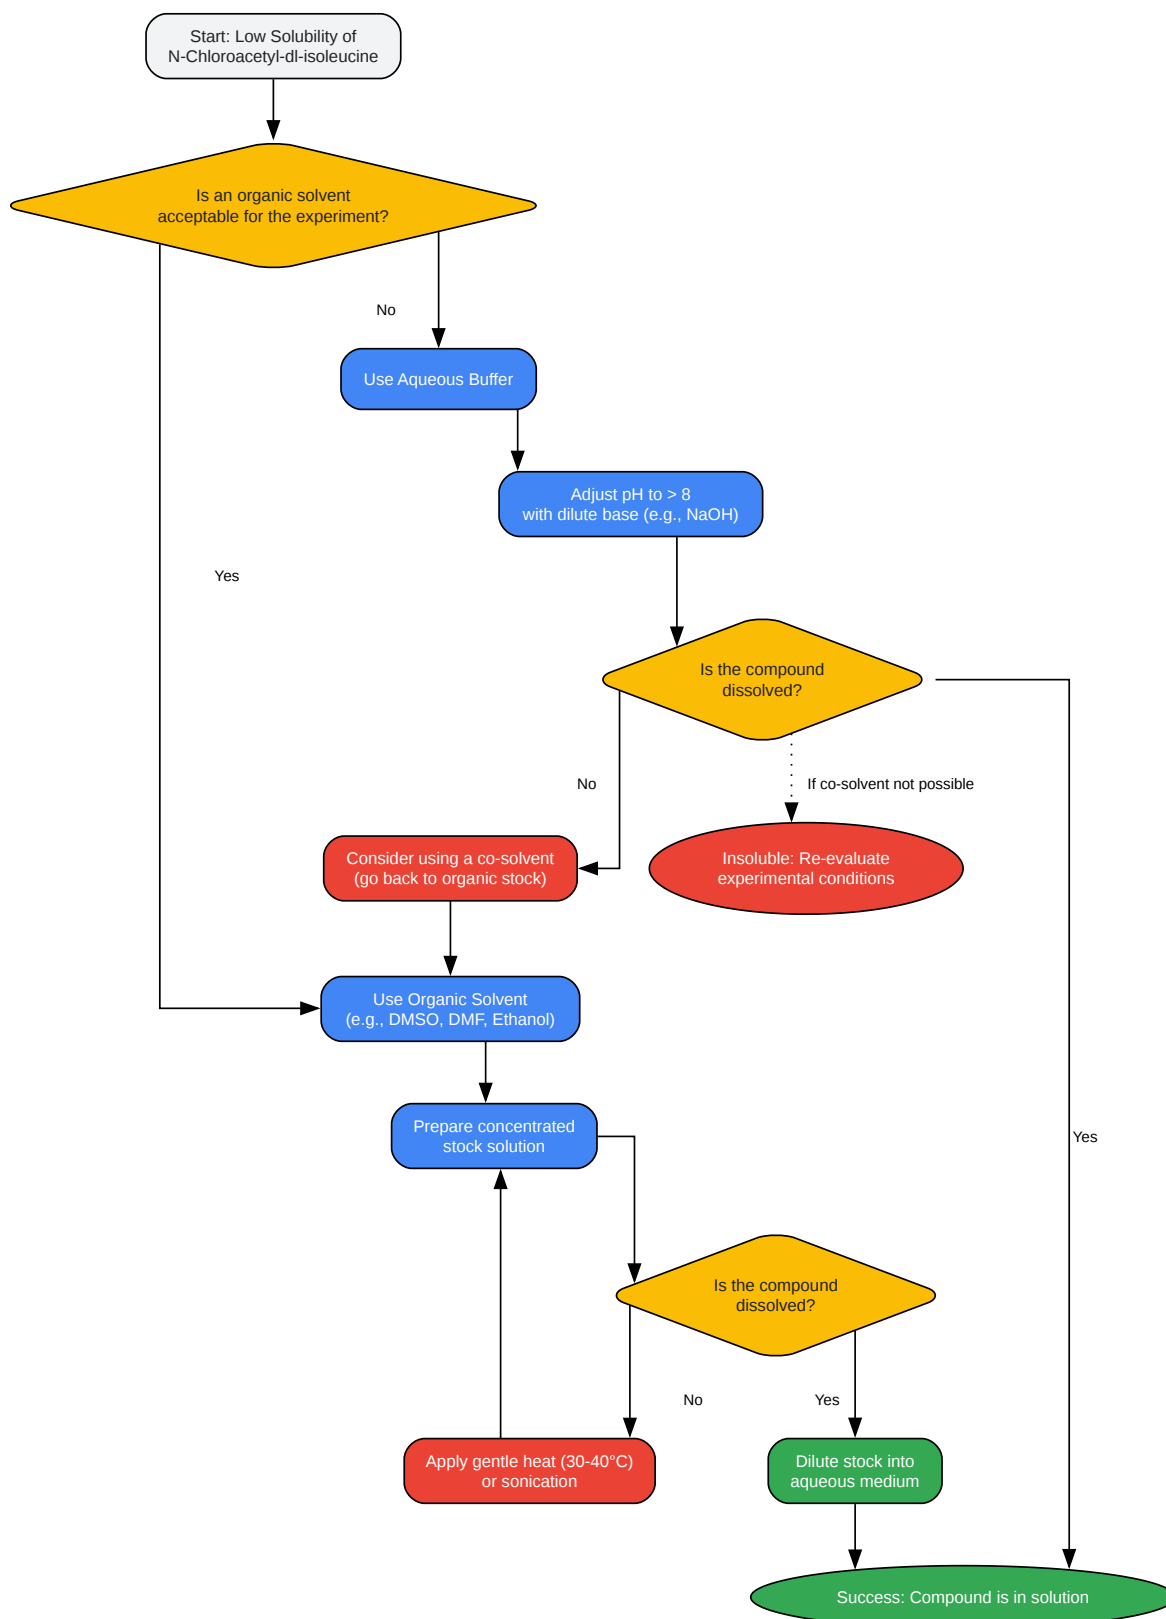 Start: Low Solubility of
N-Chloroacetyl-dl-isoleucine
Is an organic solvent
acceptable for the experiment?
No
Use Aqueous Buffer
Adjust pH to > 8
with dilute base (e.g., NaOH)
Yes
Is the compound
dissolved?
No
If co-solvent not possible
Consider using a co-solvent
(go back to organic stock)
Insoluble: Re-evaluate
experimental conditions
Use Organic Solvent
(e.g., DMSO, DMF, Ethanol)
Prepare concentrated
stock solution
Yes
Is the compound
dissolved?
No
Yes
Apply gentle heat (30-40°C)
or sonication
Dilute stock into
aqueous medium
Success: Compound is in solution